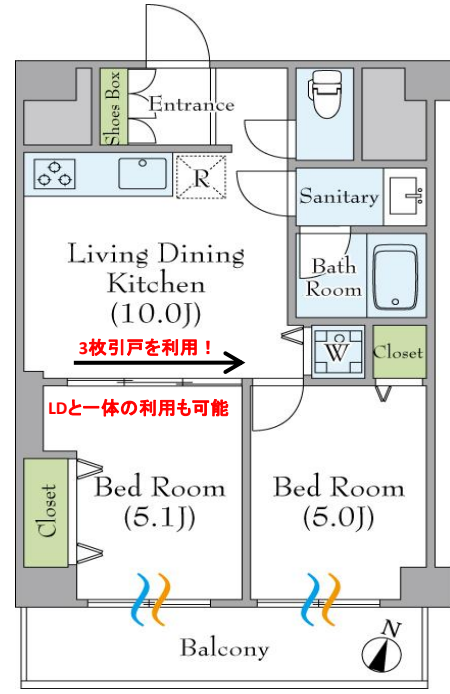 Shoes Box
Entrance
R
Sanitary
Living Dining
Kitchen
(10.0J)
Bath
Room
3枚引戸を利用！
W
Closet
LDと一体の利用も可能
Closet
Bed Room
(5.1J)
Bed Room
(5.0J)
Balcony
N